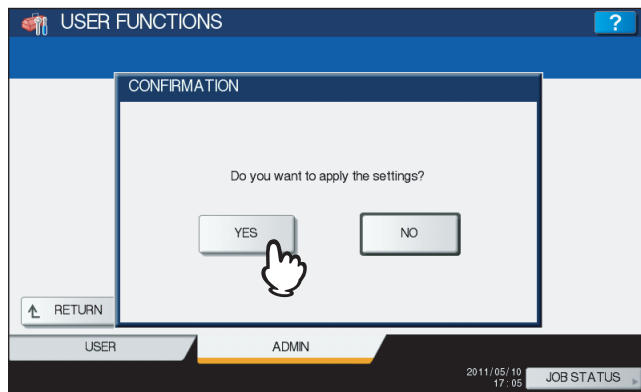 USER FUNCTIONS
?
CONFIRMATION
Do you want to apply the settings?
YES
NO
RETURN
USER
ADMIN
2011/05/10
17:05
JOB STATUS